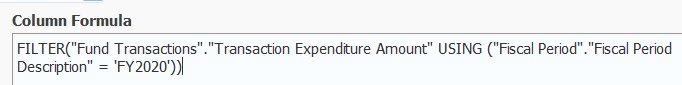 Column Formula
FILTER("Fund Transactions"."Transaction Expenditure Amount" USING ("Fiscal Period"."Fiscal Period
Description" = 'FY2020'))